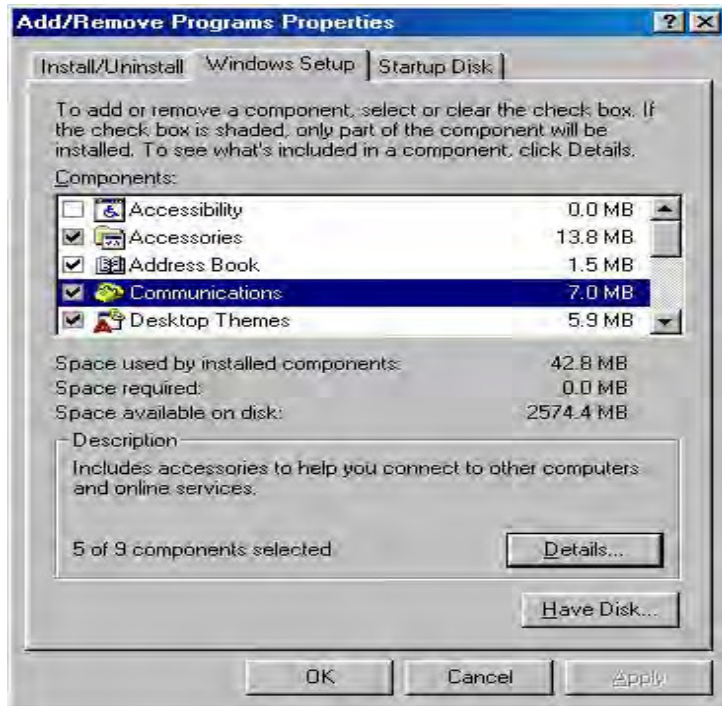 Add/Remove Programs Properties
Install/Uninstall Windows Setup Startup Disk
To add or remove a component, select or clear the check box. If
the check box is shaded, only part of the component will be
installed. To see what's included in a component, click Details.
Components:
Accessibility 0.0 MB
Accessories 13.8 MB
Address Book 1.5 MB
Communications 7.0 MB
Desktop Themes 5.9 MB
Space used by installed components: 42.8 MB
Space required: 0.0 MB
Space available on disk: 2574.4 MB
Description
Includes accessories to help you connect to other computers
and online services.
5 of 9 components selected
Details...
Have Disk...
OK Cancel Apply